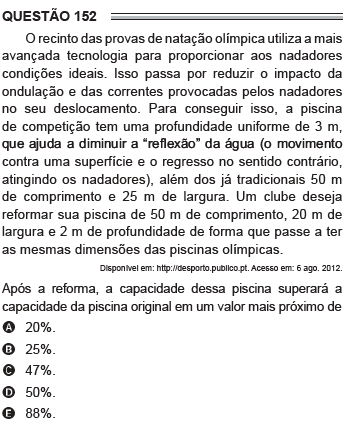 QUESTÃO 152
O recinto das provas de natação olímpica utiliza a mais
avançada tecnologia para proporcionar aos nadadores
condições ideais. Isso passa por reduzir o impacto da
ondulação e das correntes provocadas pelos nadadores
no seu deslocamento. Para conseguir isso, a piscina
de competição tem uma profundidade uniforme de 3 m,
que ajuda a diminuir a “reflexão” da água (o movimento
contra uma superfície e o regresso no sentido contrário,
atingindo os nadadores), além dos já tradicionais 50 m
de comprimento e 25 m de largura. Um clube deseja
reformar sua piscina de 50 m de comprimento, 20 m de
largura e 2 m de profundidade de forma que passe a ter
as mesmas dimensões das piscinas olímpicas.
Disponível em: http://desporto.publico.pt. Acesso em: 6 ago. 2012.
Após a reforma, a capacidade dessa piscina superará a
capacidade da piscina original em um valor mais próximo de
A 20%.
B 25%.
C 47%.
D 50%.
E 88%.